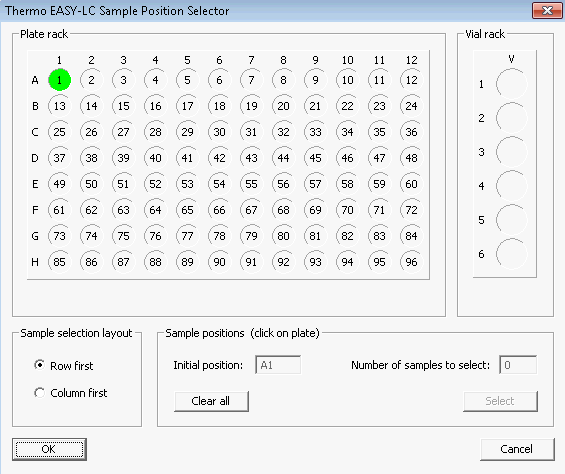 Thermo EASY-LC Sample Position Selector
Plate rack
Vial rack
1 2 3 4 5 6 7 8 9 10 11 12
V
A 1 2 3 4 5 6 7 8 9 10 11 12
1
B 13 14 15 16 17 18 19 20 21 22 23 24
2
C 25 26 27 28 29 30 31 32 33 34 35 36
3
D 37 38 39 40 41 42 43 44 45 46 47 48
4
E 49 50 51 52 53 54 55 56 57 58 59 60
5
F 61 62 63 64 65 66 67 68 69 70 71 72
G 73 74 75 76 77 78 79 80 81 82 83 84
6
H 85 86 87 88 89 90 91 92 93 94 95 96
Sample selection layout
Row first
Column first
Sample positions (click on plate)
Initial position: A1
Number of samples to select: 0
Clear all
Select
OK
Cancel